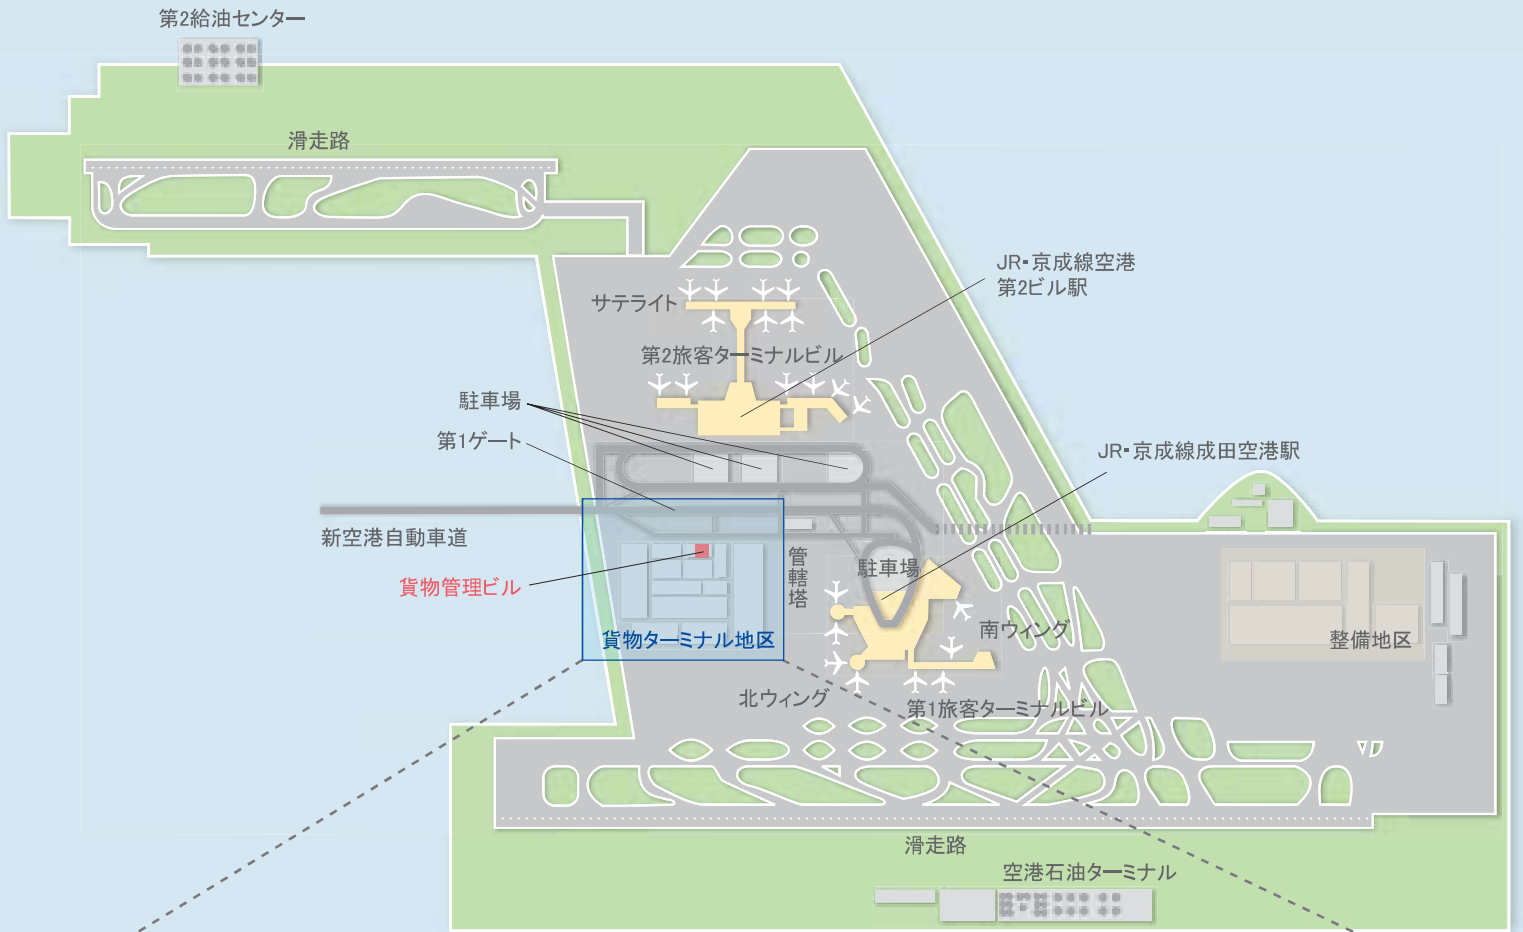 第2給油センター
滑走路
JR・京成線空港
第2ビル駅
サテライト
第2旅客ターミナルビル
駐車場
第1ゲート
JR・京成線成田空港駅
新空港自動車道
管轄塔
駐車場
貨物管理ビル
貨物ターミナル地区
南ウィング
整備地区
北ウィング
第1旅客ターミナルビル
滑走路
空港石油ターミナル